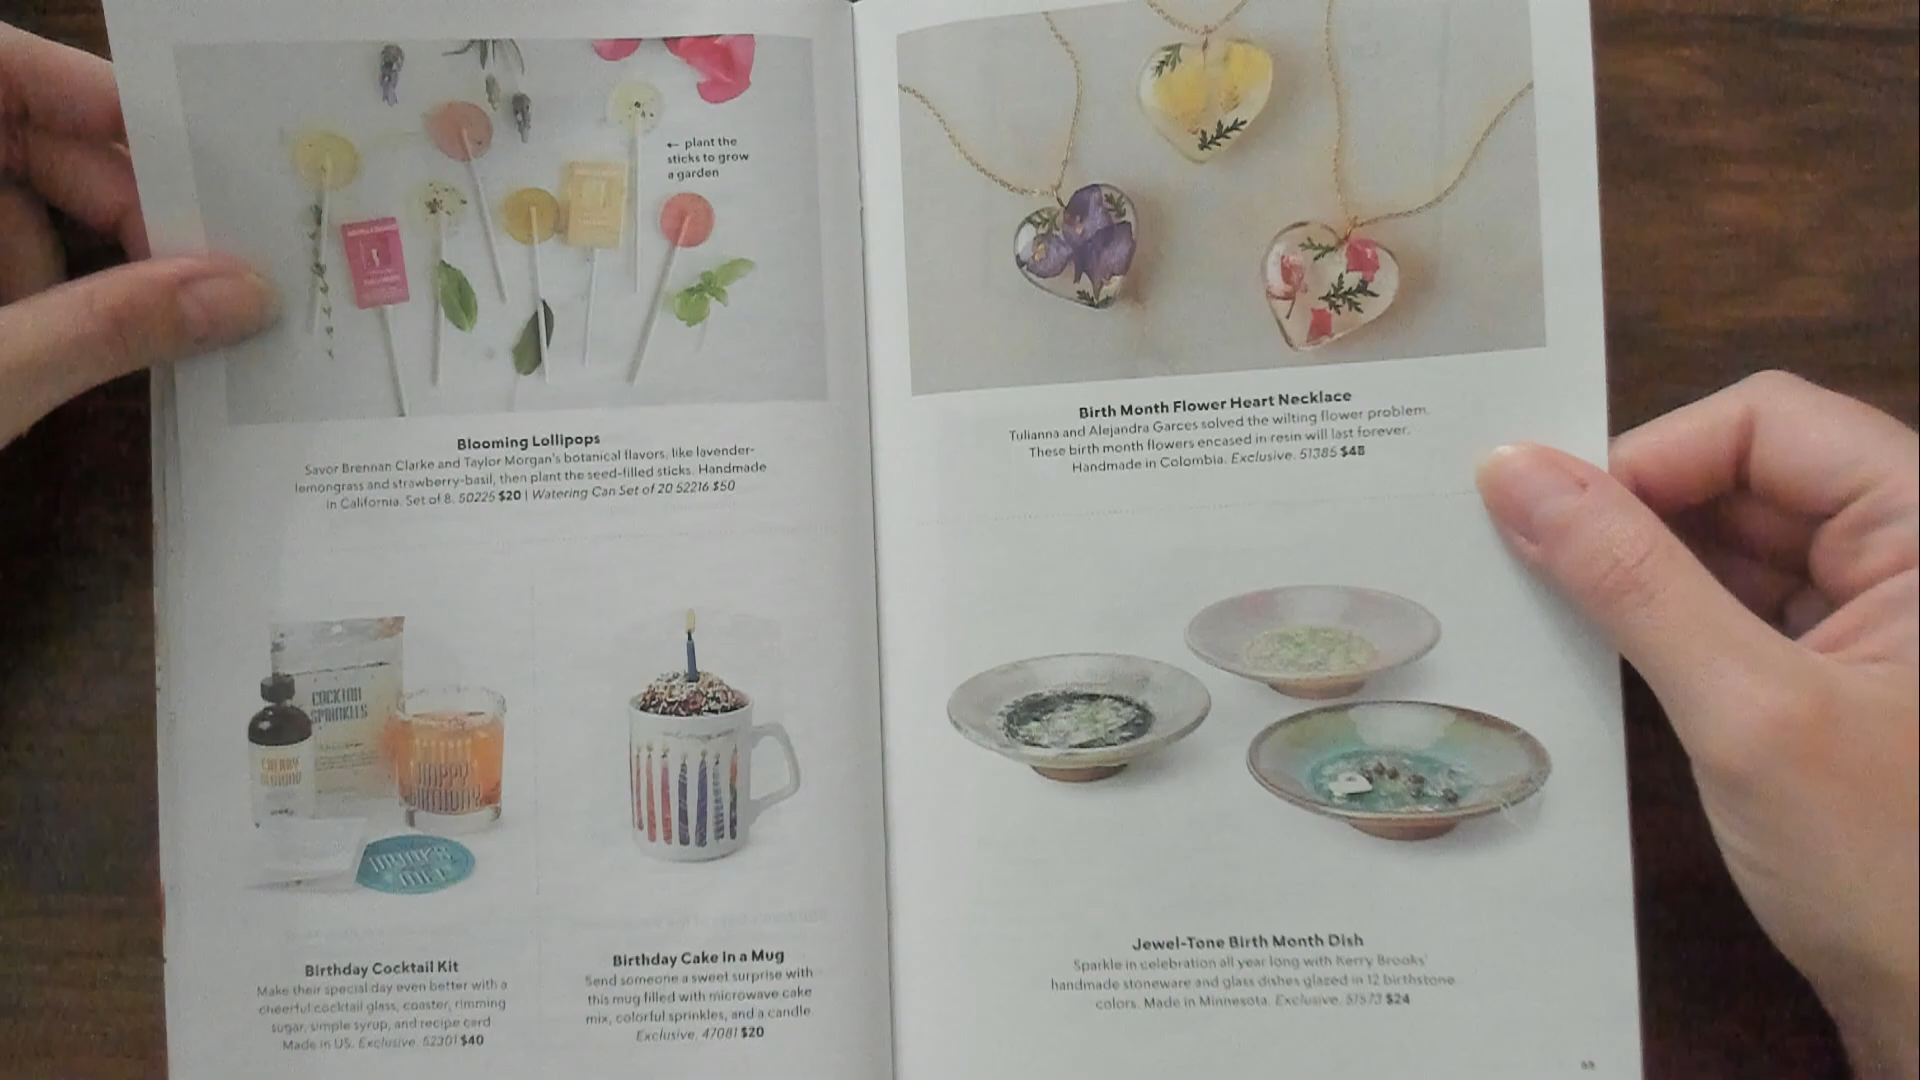 ← plant the
sticks to grow
a garden
Blooming Lollipops
Savor Brennan Clarke and Taylor Morgan's botanical flavors, like lavender-
lemongrass and strawberry-basil, then plant the seed-filled sticks. Handmade
in California. Set of 8. 50225 $20 | Watering Can Set of 20 52216 $50
COCKTAIL
SPRINKLES
CHERRY
HAPPY
BIRTHDAY
Birthday Cocktail Kit
Make their special day even better with a
cheerful cocktail glass, coaster, rimming
sugar, simple syrup, and recipe card.
Made in US. Exclusive. 52301 $40
Birthday Cake in a Mug
Send someone a sweet surprise with
this mug filled with microwave cake
mix, colorful sprinkles, and a candle.
Exclusive. 47081 $20
Birth Month Flower Heart Necklace
Tulianna and Alejandra Garces solved the wilting flower problem.
These birth month flowers encased in resin will last forever.
Handmade in Colombia. Exclusive. 51385 $48
Jewel-Tone Birth Month Dish
Sparkle in celebration all year long with Kerry Brooks'
handmade stoneware and glass dishes glazed in 12 birthstone
colors. Made in Minnesota. Exclusive. 57573 $24